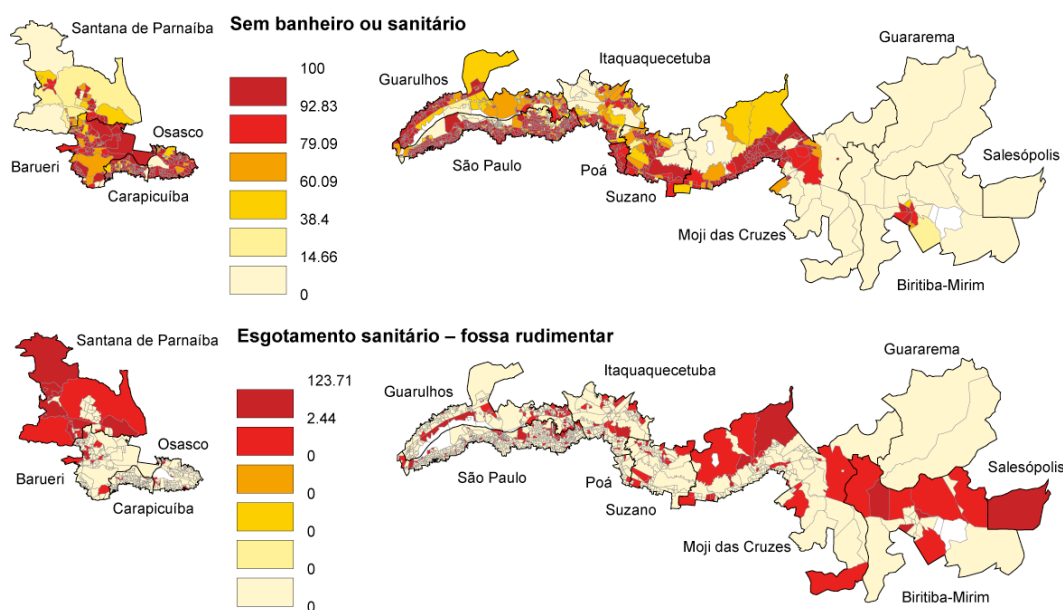 Sem banheiro ou sanitário
Santana de Parnaíba
Osasco
Barueri
Carapicuíba
100
92.83
79.09
60.09
38.4
14.66
0
Guarulhos
Itaquaquecetuba
Guararema
São Paulo
Poá
Suzano
Salesópolis
Moji das Cruzes
Biritiba-Mirim
Esgotamento sanitário – fossa rudimentar
Santana de Parnaíba
Osasco
Barueri
Carapicuíba
123.71
2.44
0
0
0
0
0
Guarulhos
Itaquaquecetuba
Guararema
São Paulo
Poá
Suzano
Salesópolis
Moji das Cruzes
Biritiba-Mirim